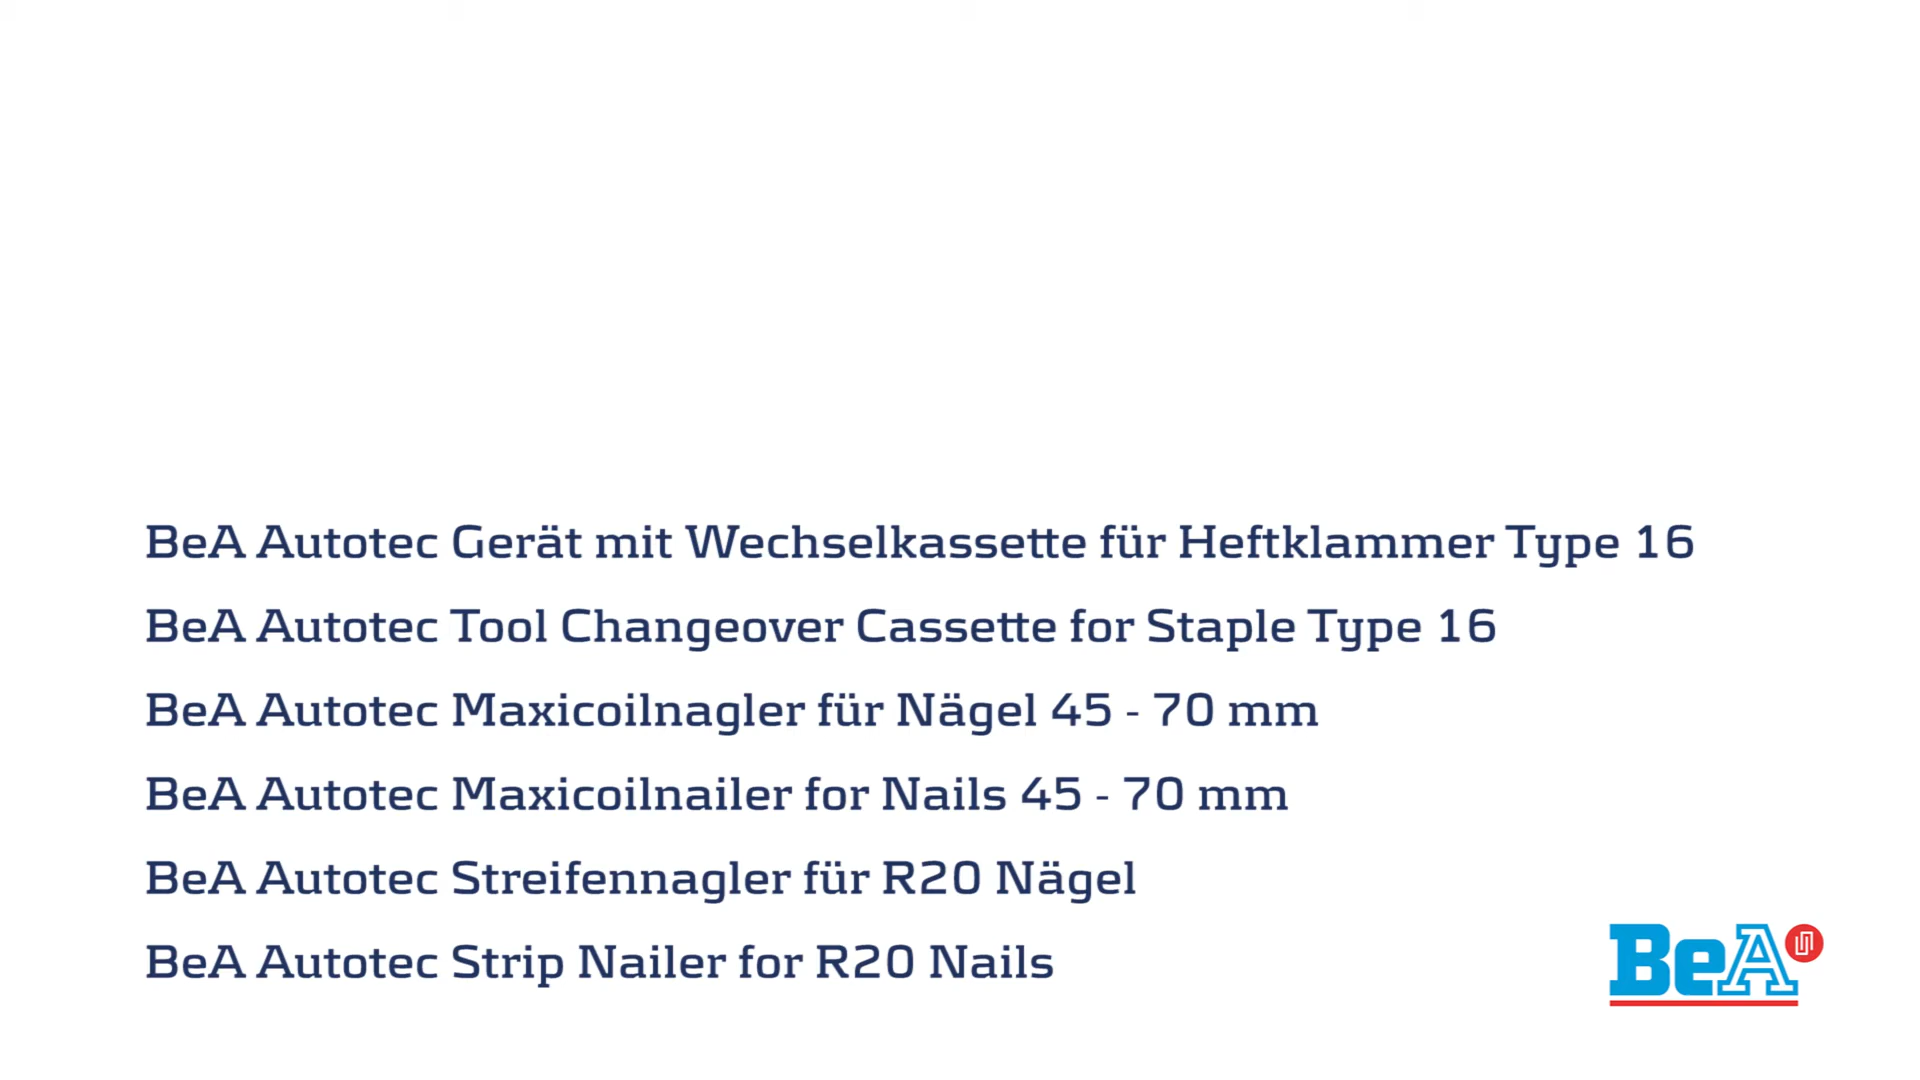 BeA Autotec Gerät mit Wechselkassette für Heftklammer Type 16
BeA Autotec Tool Changeover Cassette for Staple Type 16
BeA Autotec Maxicoilnagler für Nägel 45 - 70 mm
BeA Autotec Maxicoilnailer for Nails 45 - 70 mm
BeA Autotec Streifennagler für R20 Nägel
BeA Autotec Strip Nailer for R20 Nails
BeA